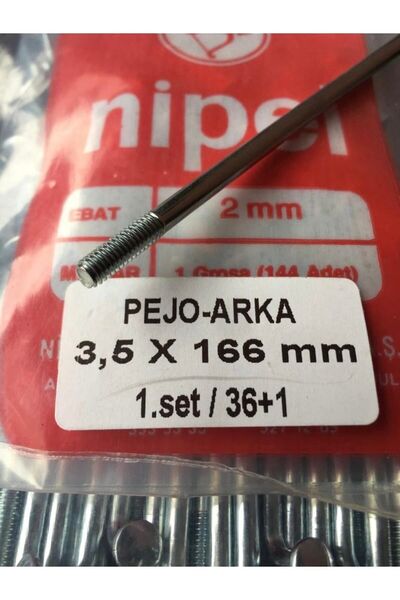 nipel
EBAT 2 mm
1 Grosa (144 Adet)
PEJO-ARKA
3,5 X 166 mm
1.set / 36+1